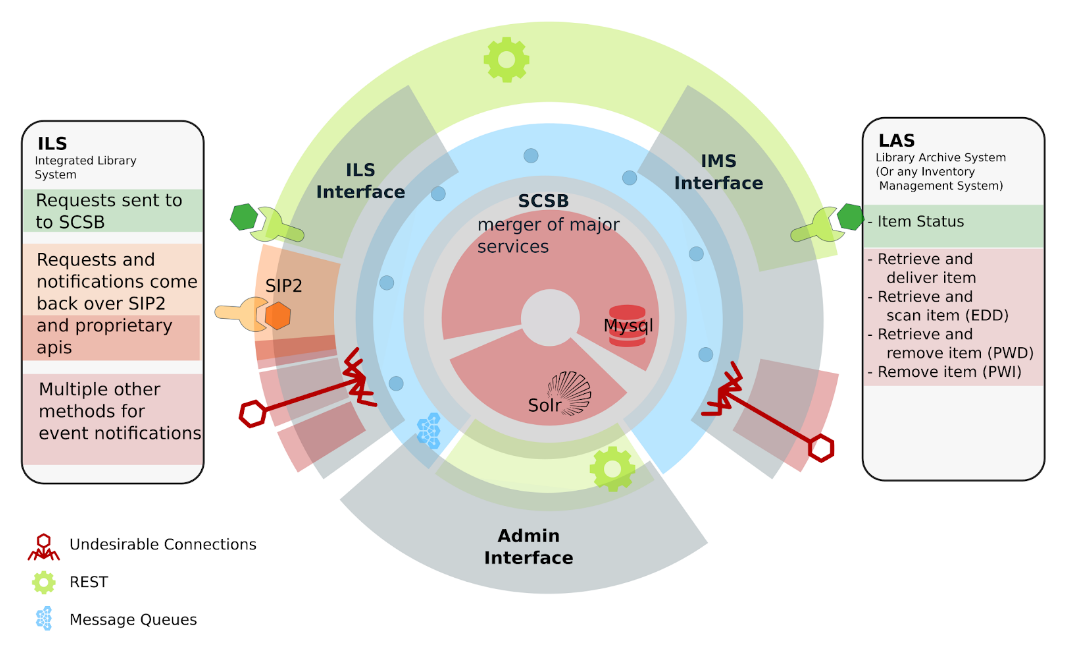 ILS
Integrated Library
System
Requests sent to
to SCSB
Requests and
notifications come
back over SIP2
and proprietary
apis
Multiple other
methods for
event notifications
SIP2
ILS
Interface
SCSB
merger of major
services
Mysql
Solr
IMS
Interface
Admin
Interface
LAS
Library Archive System
(Or any Inventory
Management System)
- Item Status
- Retrieve and
deliver item
- Retrieve and
scan item (EDD)
- Retrieve and
remove item (PWD)
- Remove item (PWI)
Undesirable Connections
REST
Message Queues